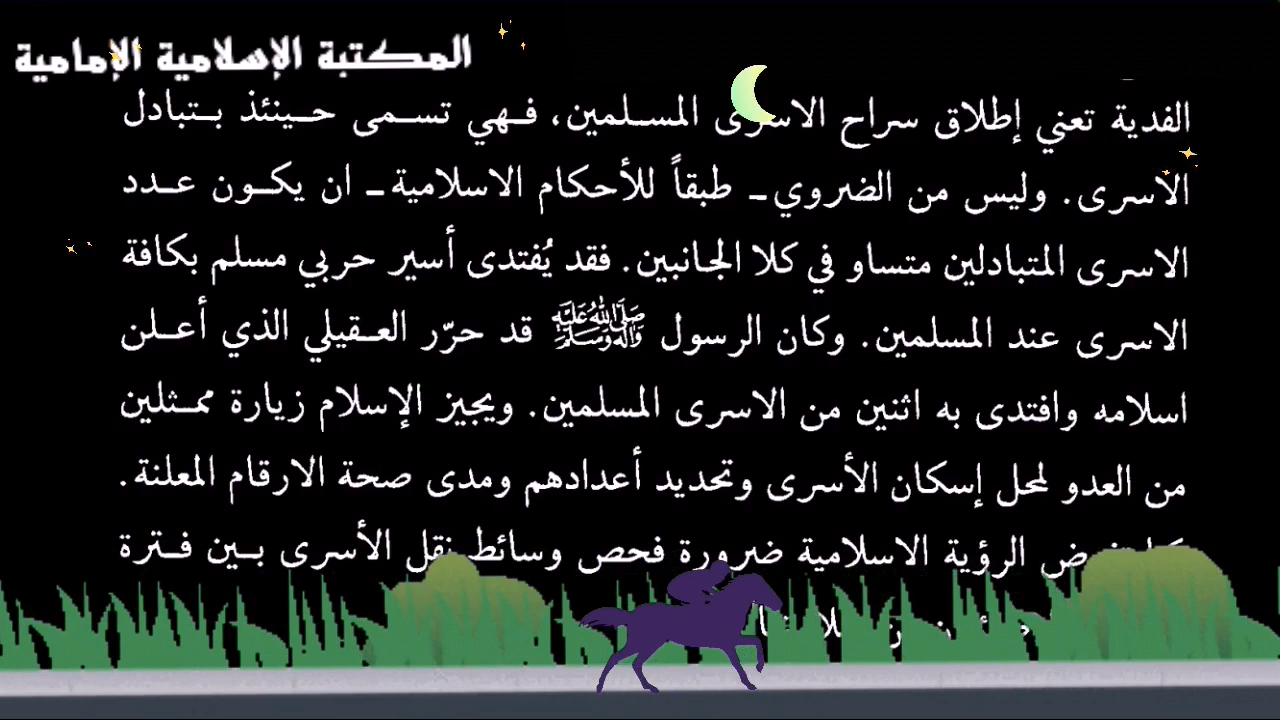 المكتبة الإسلامية الإمامية
الفدية تعني إطلاق سراح الاسرى المسلمين، فهي تسمى حينئذ بتبادل
الاسرى. وليس من الضروي ـ طبقاً للأحكام الاسلامية ـ ان يكون عدد
الاسرى المتبادلين متساو في كلا الجانبين. فقد يُفتدى أسير حربي مسلم بكافة
الاسرى عند المسلمين. وكان الرسول ﷺ قد حرّر العقيلي الذي أعلن
اسلامه وافتدى به اثنين من الاسرى المسلمين. ويجيز الإسلام زيارة ممثلين
من العدو لمحل إسكان الأسرى وتحديد أعدادهم ومدى صحة الارقام المعلنة.
الرؤية الاسلامية ضرورة فحص وسائط نقل الأسرى بين فترة